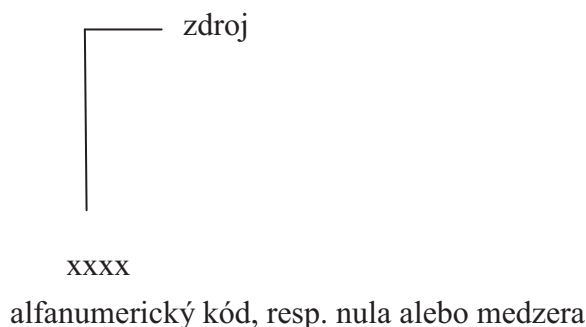 zdroj
xxxx
alfanumerický kód, resp. nula alebo medzera